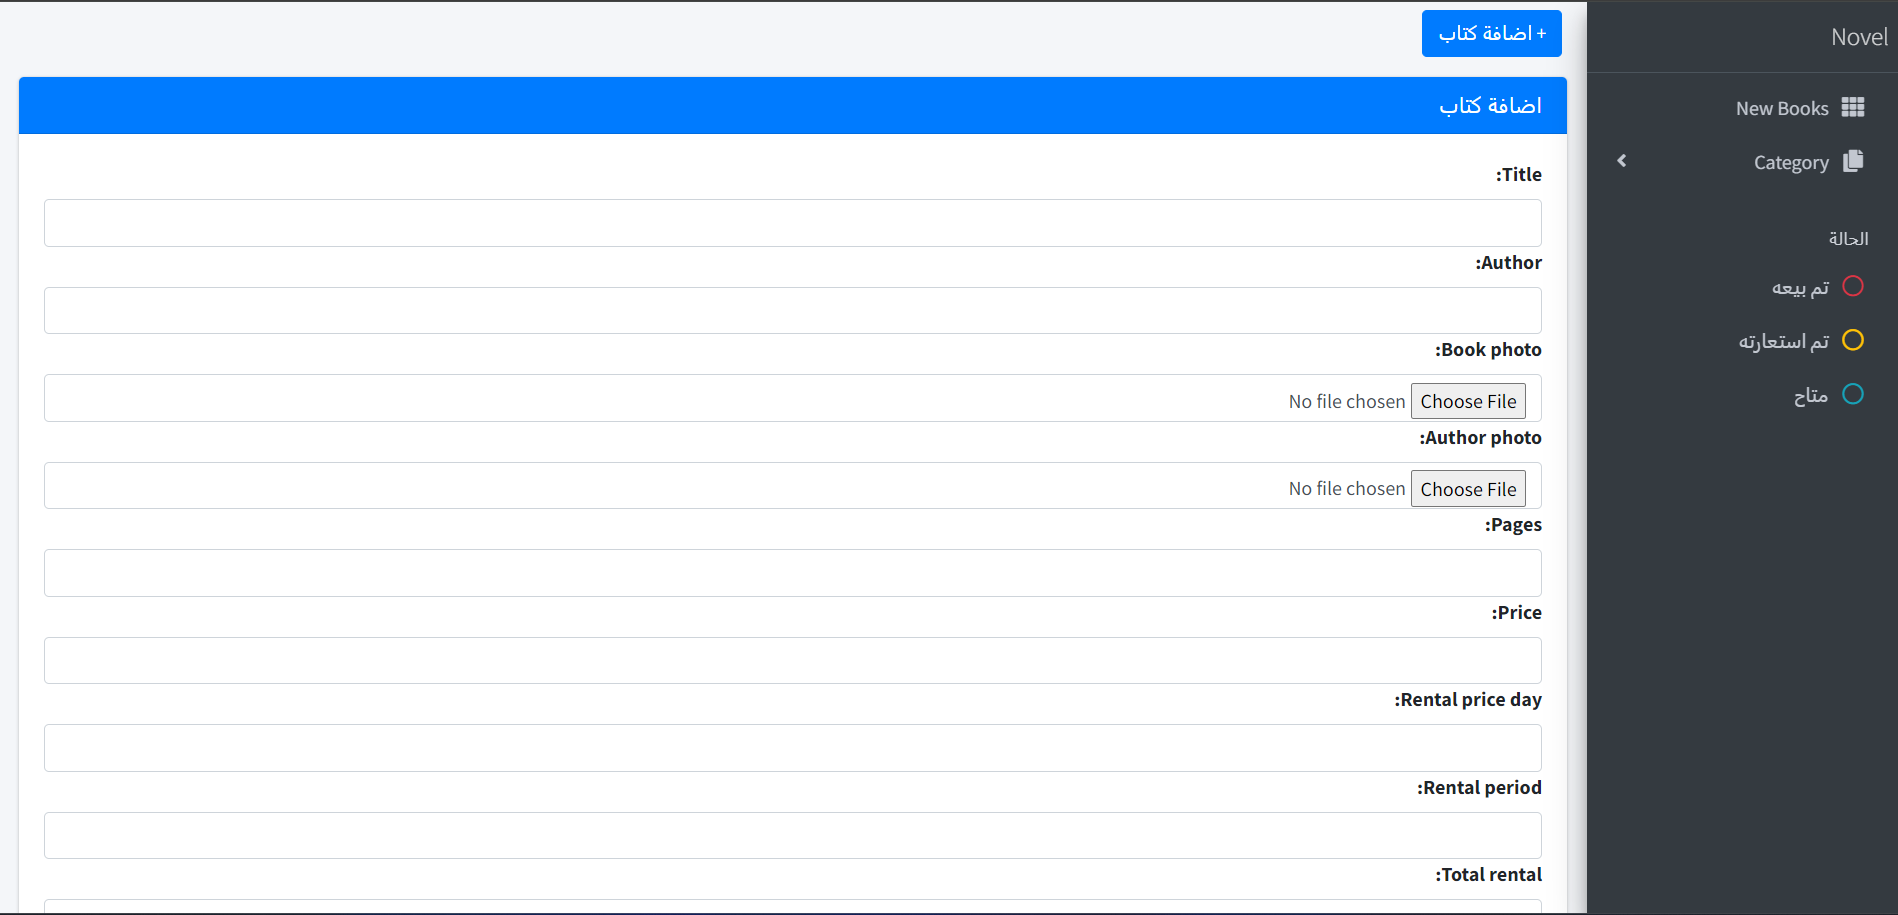 Novel
New Books
Category
الحالة
تم بيعه
تم استعارته
متاح
+ اضافة كتاب
اضافة كتاب
Title:
Author:
Book photo:
Choose File No file chosen
Author photo:
Choose File No file chosen
Pages:
Price:
Rental price day:
Rental period:
Total rental: